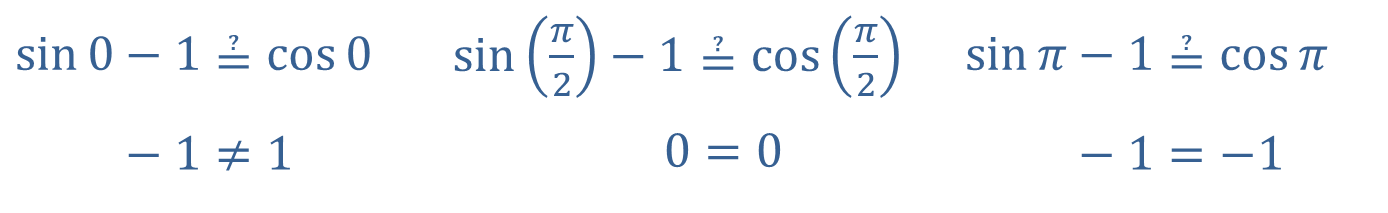 sin 0 − 1 ≟ cos 0    sin (π/2) − 1 ≟ cos (π/2)    sin π − 1 ≟ cos π
− 1 ≠ 1    0 = 0    − 1 = −1